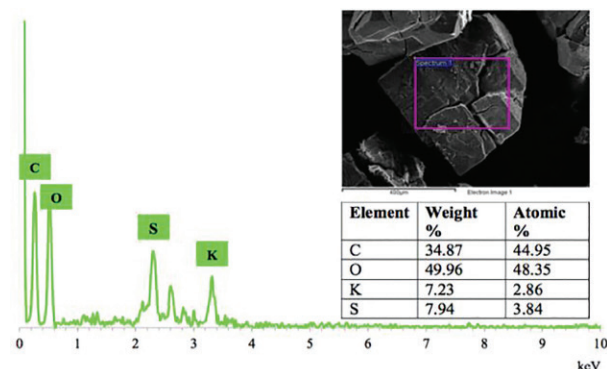 C
O
S
K
Spectrum 1
400µm
Electron Image 1
Element Weight % Atomic %
C 34.87 44.95
O 49.96 48.35
K 7.23 2.86
S 7.94 3.84
0 1 2 3 4 5 6 7 8 9 10
keV